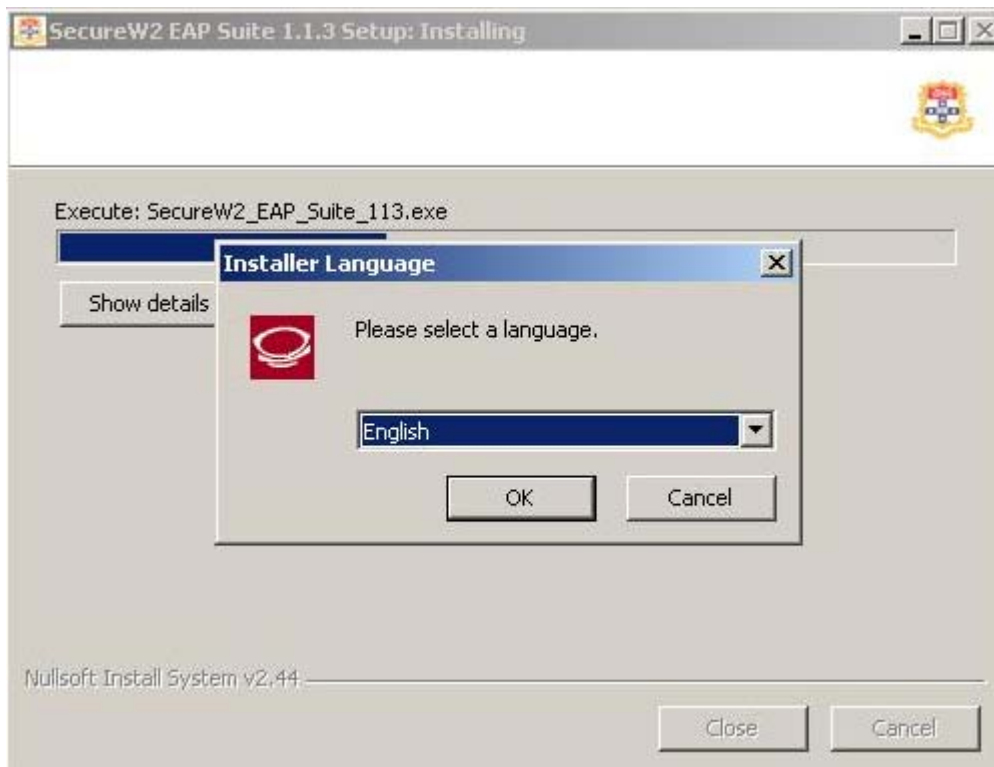 SecureW2 EAP Suite 1.1.3 Setup: Installing
Execute: SecureW2_EAP_Suite_113.exe
Installer Language
Show details
Please select a language.
English
OK Cancel
Nullsoft Install System v2.44
Close Cancel